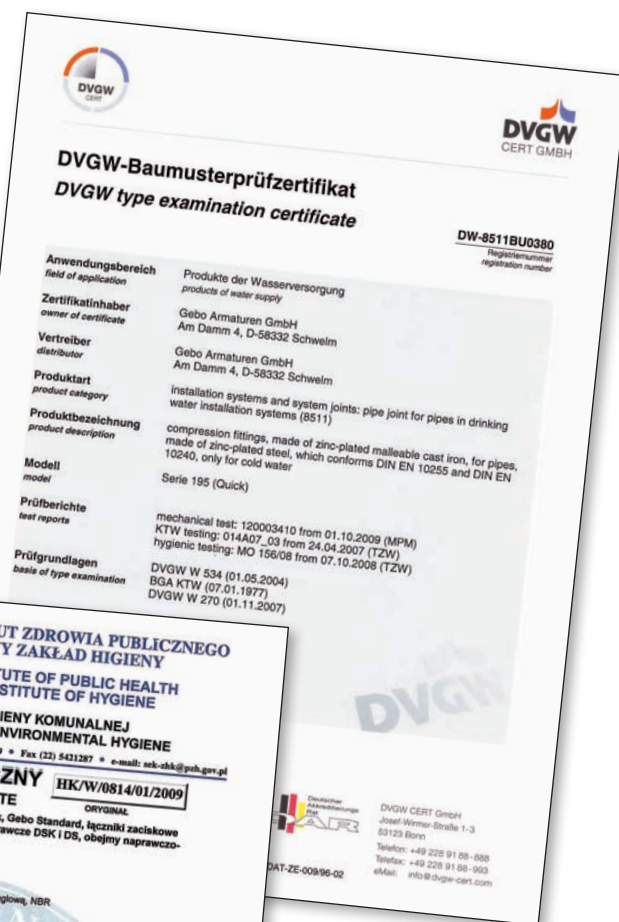 DVGW
CERT
DVGW
CERT GMBH
DVGW-Baumusterprüfzertifikat
DVGW type examination certificate
DW-8511BU0380
Registriernummer
registration number
Anwendungsbereich
field of application
Produkte der Wasserversorgung
products of water supply
Zertifikatinhaber
owner of certificate
Gebo Armaturen GmbH
Am Damm 4, D-58332 Schwelm
Vertreiber
distributor
Gebo Armaturen GmbH
Am Damm 4, D-58332 Schwelm
Produktart
product category
installation systems and system joints: pipe joint for pipes in drinking
water installation systems (8511)
Produktbezeichnung
product description
compression fittings, made of zinc-plated malleable cast iron, for pipes,
made of zinc-plated steel, which conforms DIN EN 10255 and DIN EN
10240, only for cold water
Modell
model
Serie 195 (Quick)
Prüfberichte
test reports
mechanical test: 120003410 from 01.10.2009 (MPM)
KTW testing: 014A07_03 from 24.04.2007 (TZW)
hygienic testing: MO 156/08 from 07.10.2008 (TZW)
Prüfgrundlagen
basis of type examination
DVGW W 534 (01.05.2004)
BGA KTW (07.01.1977)
DVGW W 270 (01.11.2007)
DVGW
Deutscher
Akkreditierungs
Rat
DAR
DAT-ZE-009/96-02
DVGW CERT GmbH
Josef-Wirmer-Straße 1-3
53123 Bonn
Telefon: +49 228 91 88-888
Telefax: +49 228 91 88-993
eMail: info@dvgw-cert.com
UT ZDROWIA PUBLICZNEGO
Y ZAKŁAD HIGIENY
UTE OF PUBLIC HEALTH
STITUTE OF HYGIENE
IENY KOMUNALNEJ
NVIRONMENTAL HYGIENE
Fax (22) 5421287 * e-mail: sek-zhk@pzh.gov.pl
ZNY HK/W/0814/01/2009
TE ORYGINAŁ
, Gebo Standard, łączniki zaciskowe
awcze DSK i DS, obejmy naprawczo-
glową, NBR